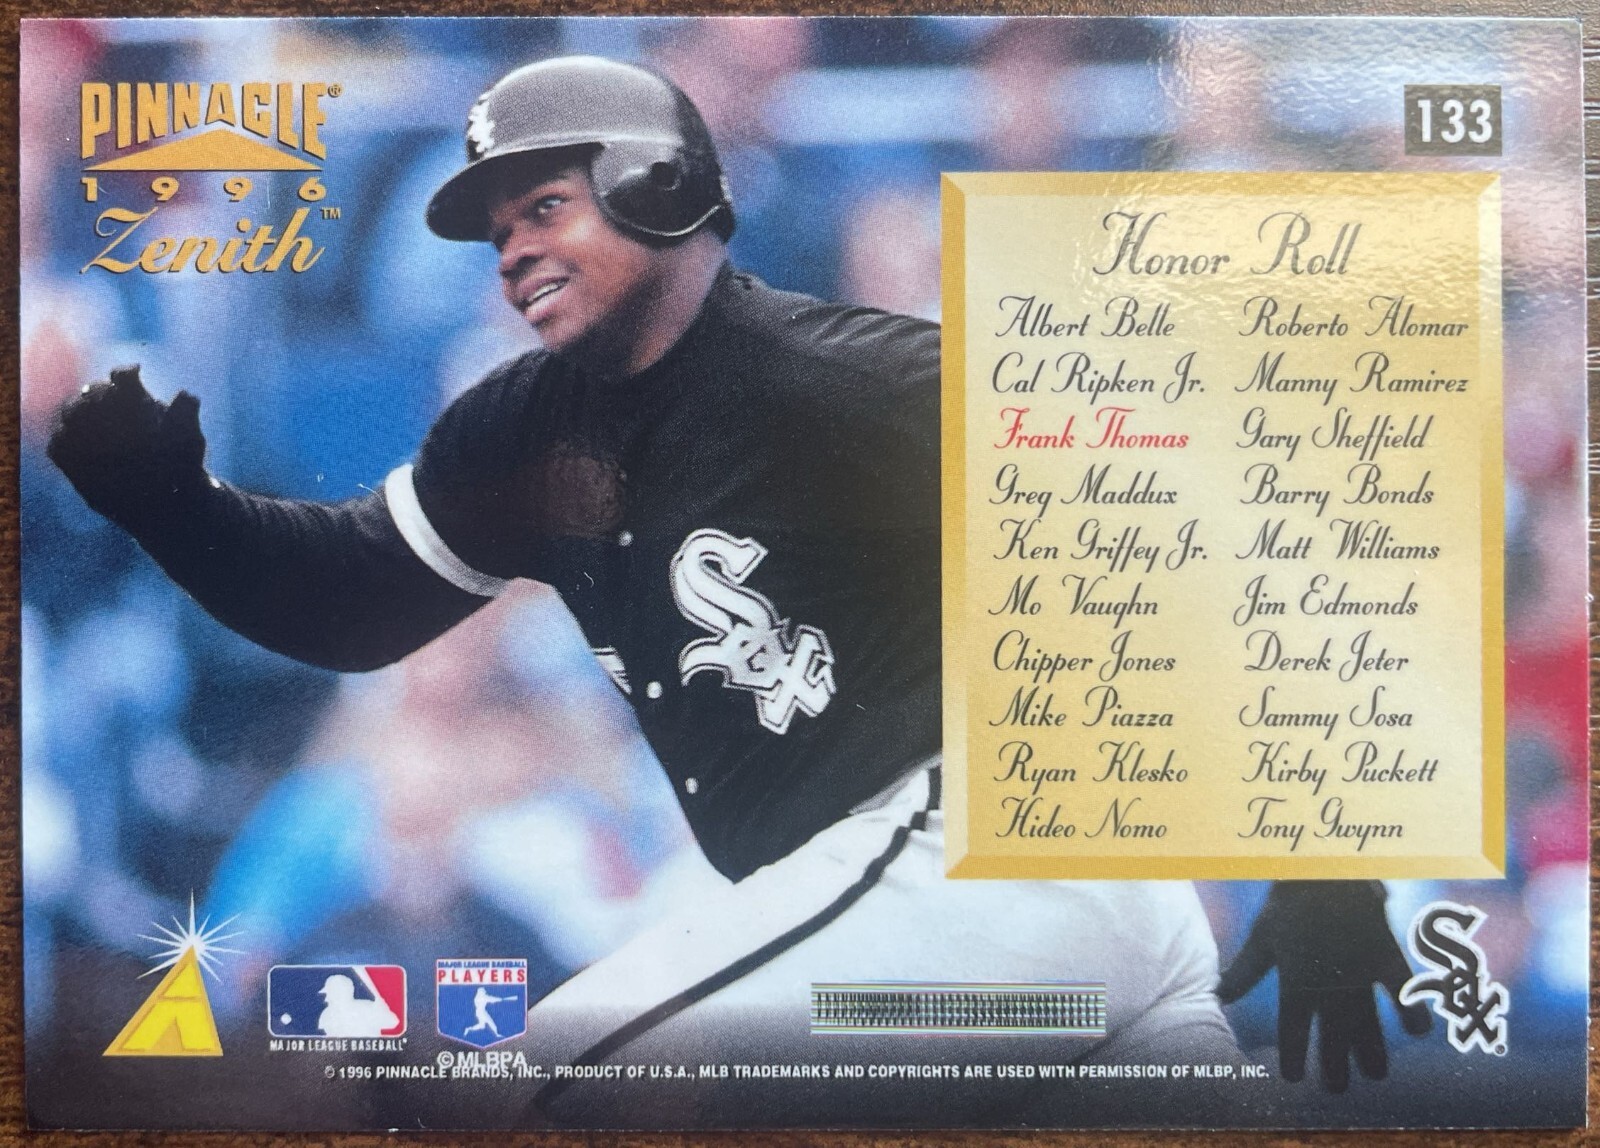 PINNACLE®
1996
Zenith™
133
Honor Roll
Albert Belle
Cal Ripken Jr.
Frank Thomas
Greg Maddux
Ken Griffey Jr.
Mo Vaughn
Chipper Jones
Mike Piazza
Ryan Klesko
Hideo Nomo
Roberto Alomar
Manny Ramirez
Gary Sheffield
Barry Bonds
Matt Williams
Jim Edmonds
Derek Jeter
Sammy Sosa
Kirby Puckett
Tony Gwynn
Sox
Sox
MAJOR LEAGUE BASEBALL®
MAJOR LEAGUE BASEBALL
PLAYERS
©MLBPA
© 1996 PINNACLE BRANDS, INC., PRODUCT OF U.S.A., MLB TRADEMARKS AND COPYRIGHTS ARE USED WITH PERMISSION OF MLBP, INC.